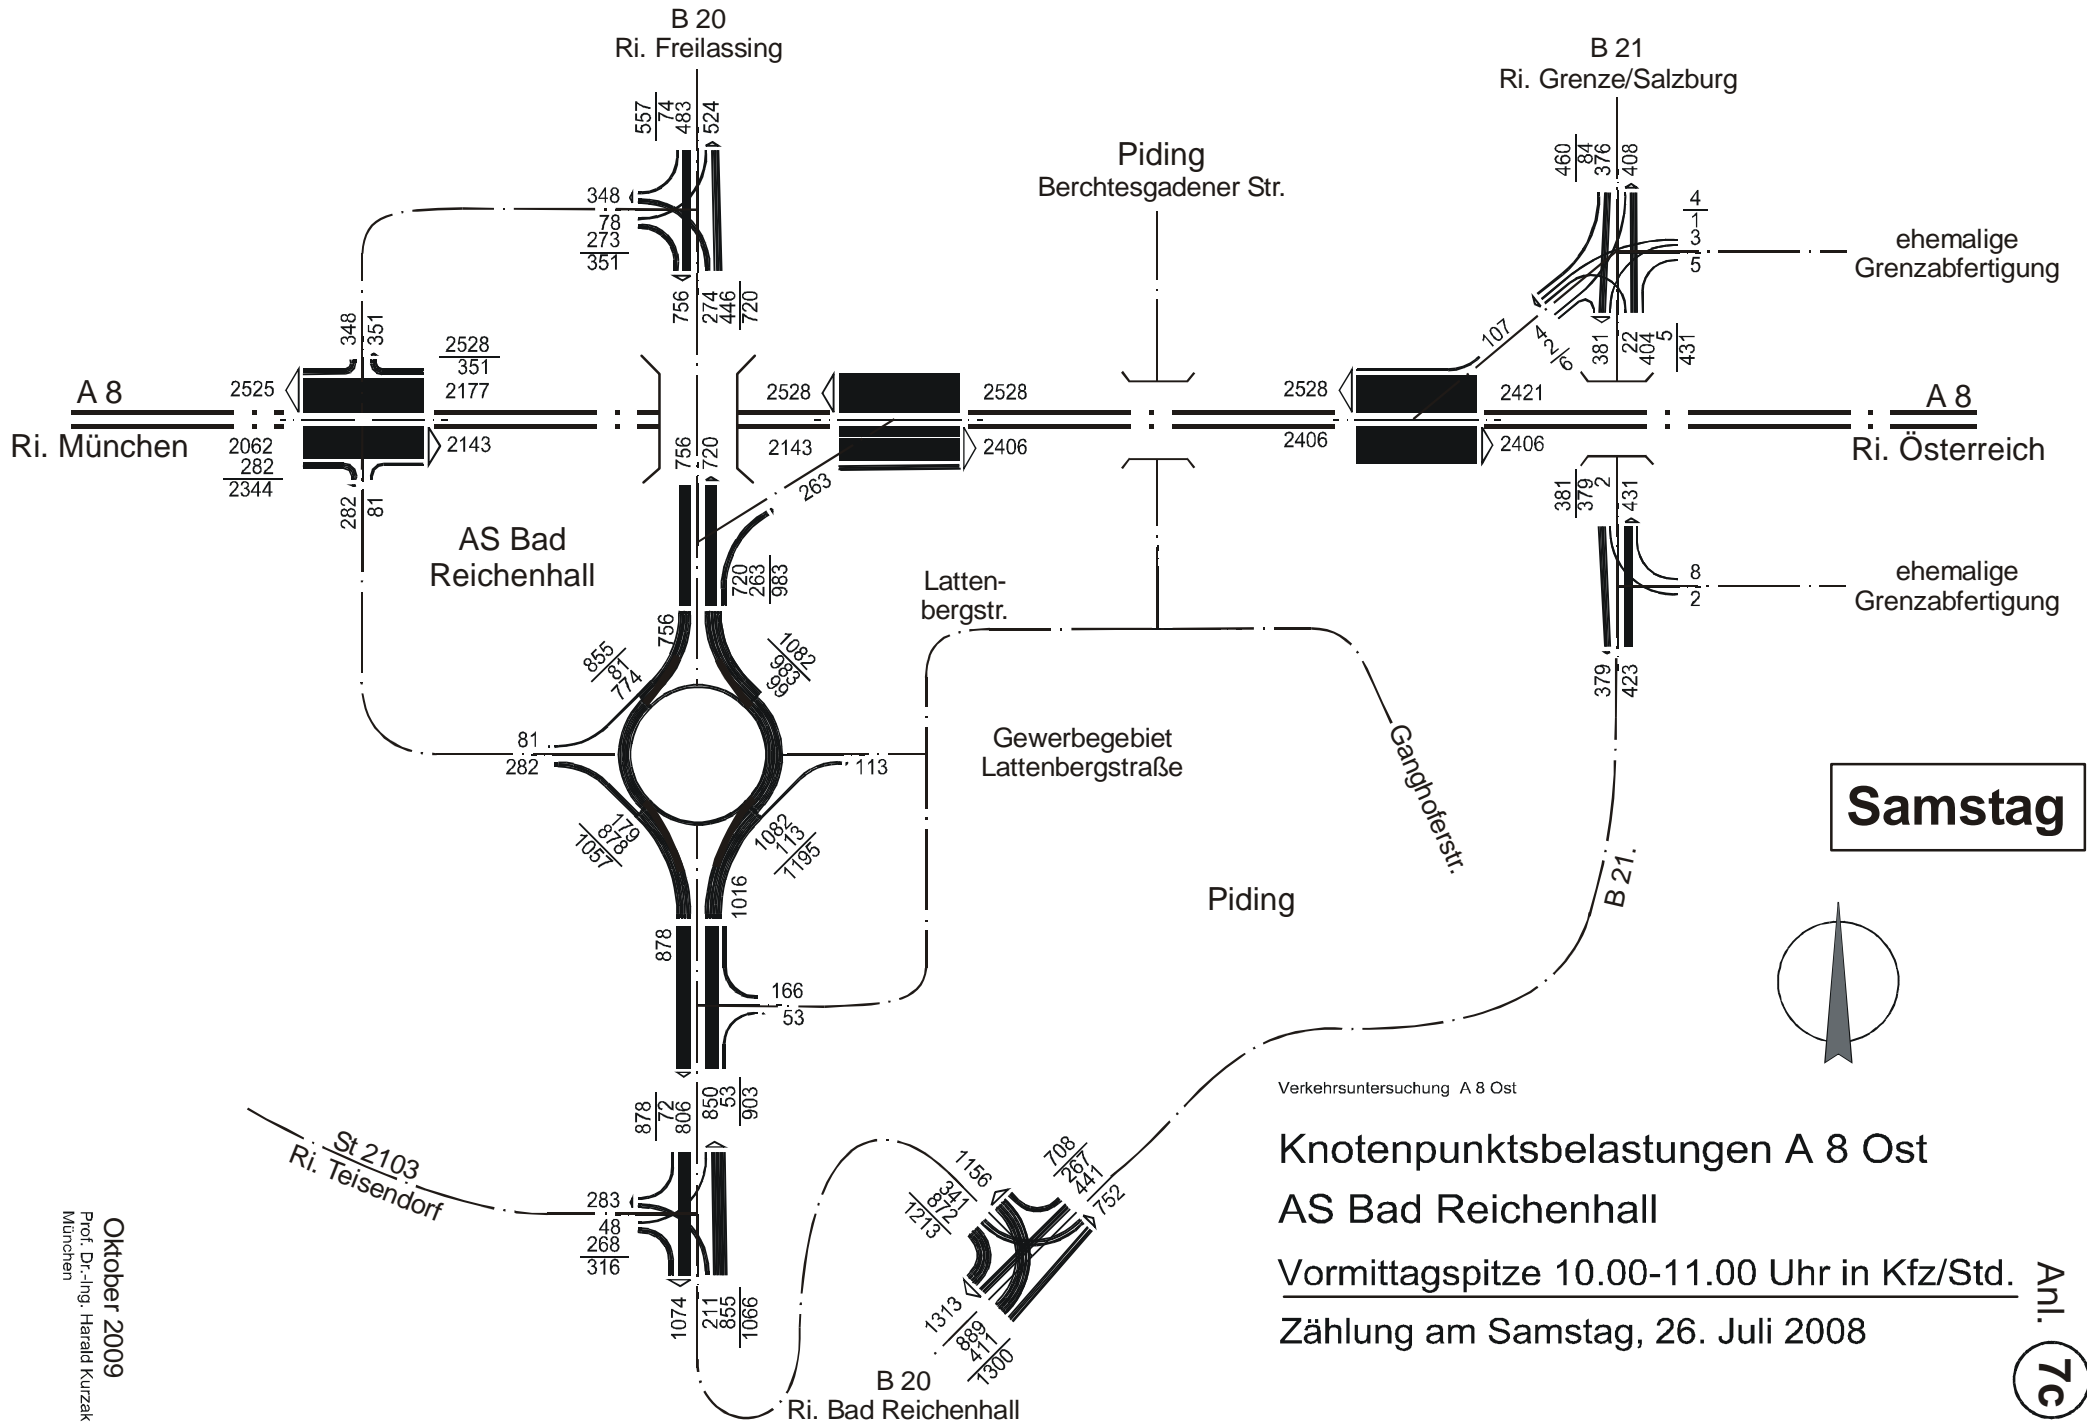 B 20
Ri. Freilassing
B 21
Ri. Grenze/Salzburg
557
74
483
524
460
84
376
408
Piding
Berchtesgadener Str.
348
78
273
351
4
1
3
5
ehemalige
Grenzabfertigung
756
274
446
720
107
4
2
6
381
22
404
5
431
348
351
2528
351
2177
A 8
2525
2528
2528
2528
2421
A 8
Ri. München
2062
282
2344
2143
756
720
2143
2406
2406
2406
Ri. Österreich
282
81
263
381
379
2
431
AS Bad
Reichenhall
720
263
983
Latten-
bergstr.
8
2
ehemalige
Grenzabfertigung
756
855
81
774
1082
983
99
379
423
81
282
113
Gewerbegebiet
Lattenbergstraße
Ganghoferstr.
Samstag
179
878
1057
1082
113
1195
1016
878
Piding
B 21.
166
53
878
72
806
850
53
903
Verkehrsuntersuchung A 8 Ost
St 2103
Ri. Teisendorf
283
48
268
316
1156
341
872
1213
708
267
441
752
Knotenpunktsbelastungen A 8 Ost
AS Bad Reichenhall
Vormittagspitze 10.00-11.00 Uhr in Kfz/Std.
Zählung am Samstag, 26. Juli 2008
1074
211
855
1066
1313
889
411
1300
B 20
Ri. Bad Reichenhall
Oktober 2009
Prof. Dr.-Ing. Harald Kurzak
München
Anl.
7c